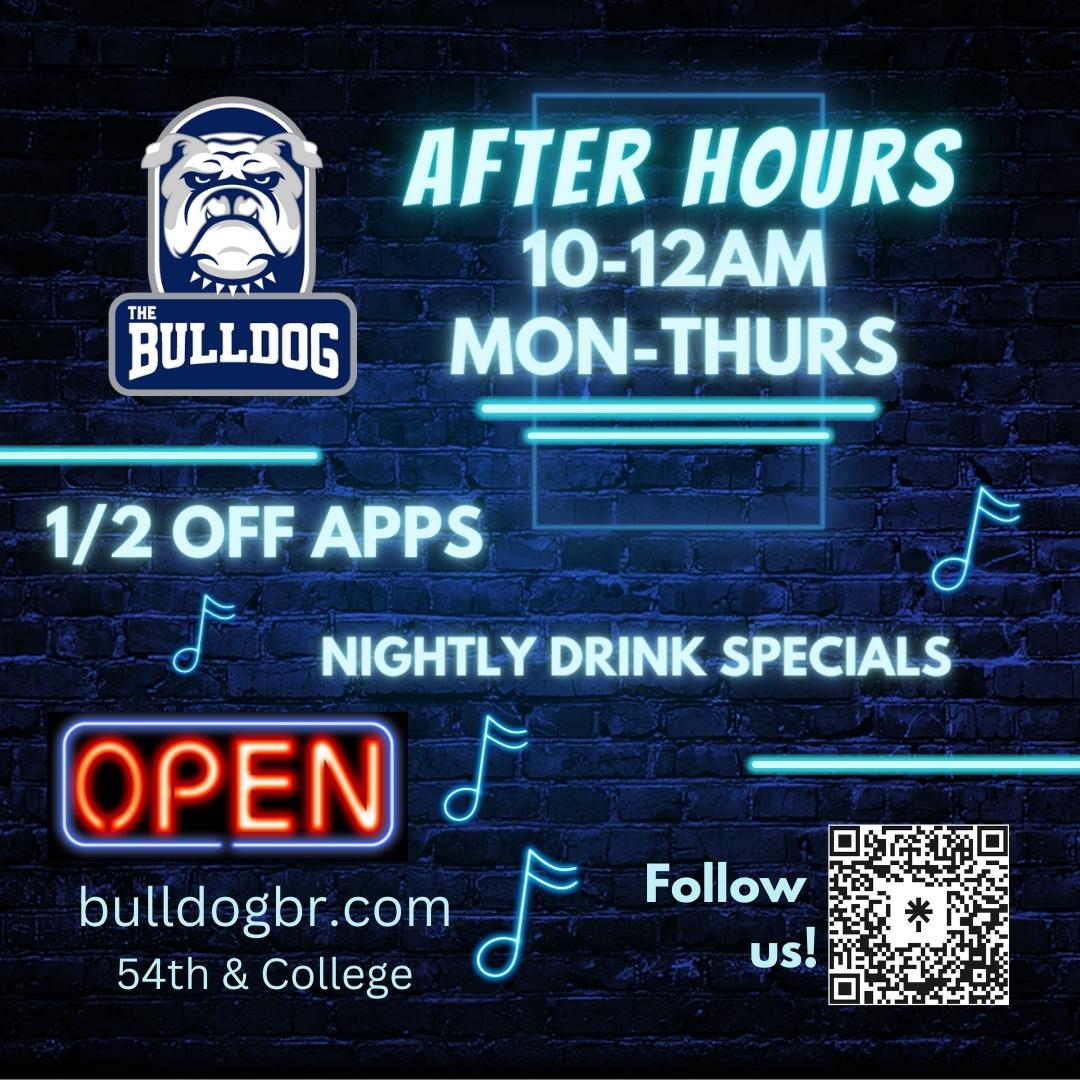 THE
BULLDOG
AFTER HOURS
10-12AM
MON-THURS
1/2 OFF APPS
NIGHTLY DRINK SPECIALS
OPEN
bulldogbr.com
54th & College
Follow
us!